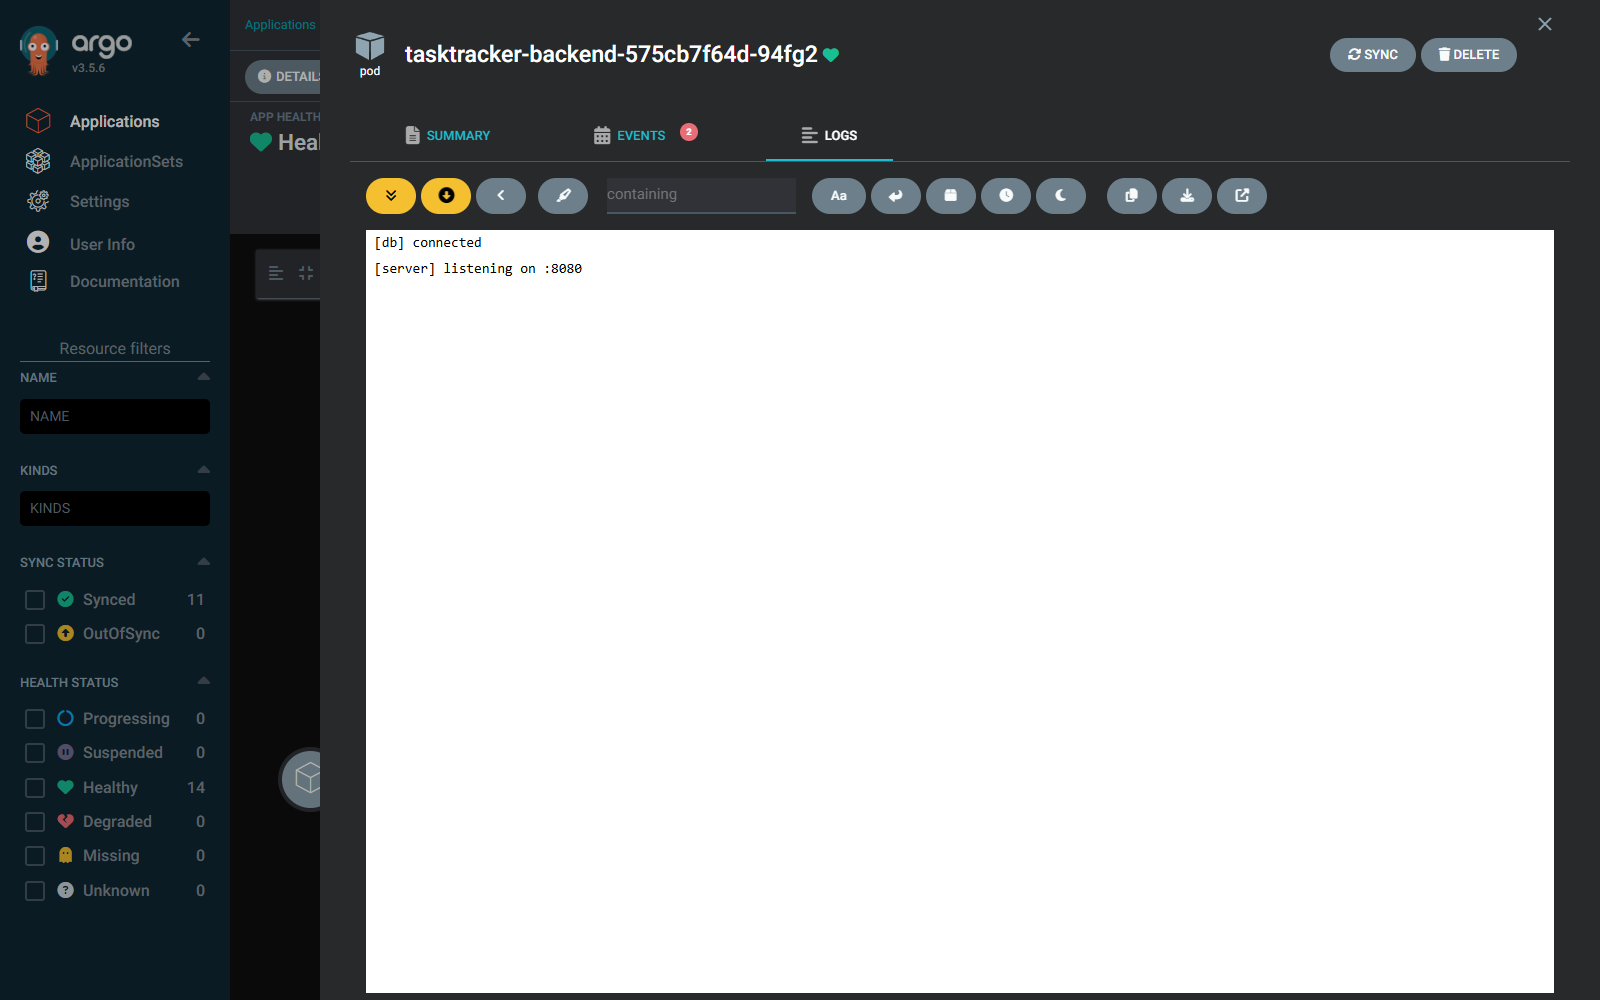 argo
v3.5.6
Applications
ApplicationSets
Settings
User Info
Documentation
Resource filters
NAME
NAME
KINDS
KINDS
SYNC STATUS
Synced 11
OutOfSync 0
HEALTH STATUS
Progressing 0
Suspended 0
Healthy 14
Degraded 0
Missing 0
Unknown 0
Applications
DETAILS
APP HEALTH
Heal
pod
tasktracker-backend-575cb7f64d-94fg2
SYNC
DELETE
SUMMARY
EVENTS 2
LOGS
containing
Aa
[db] connected
[server] listening on :8080